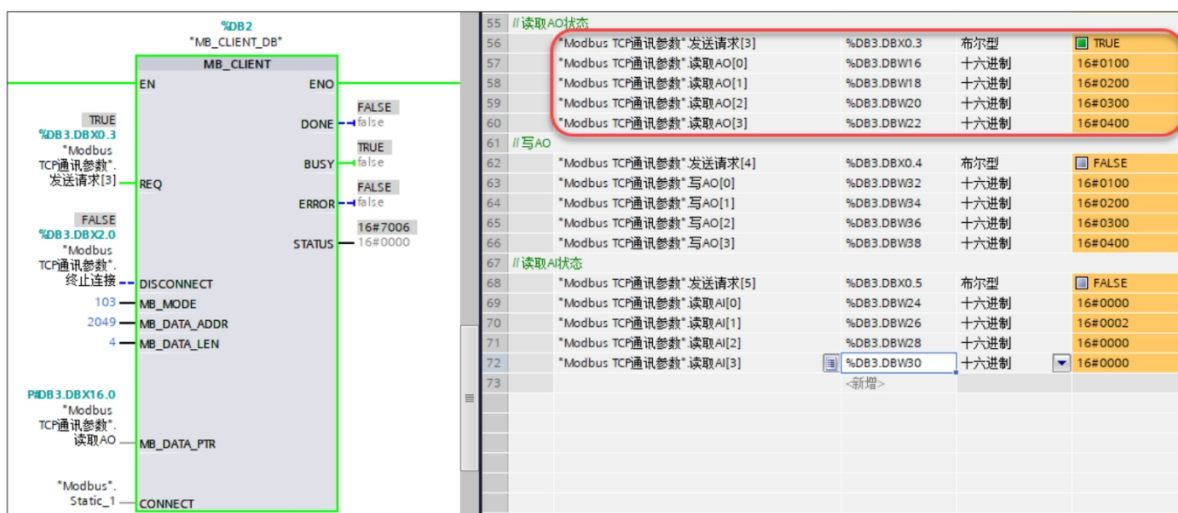 %DB2
"MB_CLIENT_DB"
MB_CLIENT
EN
ENO
FALSE
DONE
false
TRUE
%DB3.DBX0.3
"Modbus
TCP通讯参数".
发送请求[3]
REQ
TRUE
BUSY
false
FALSE
ERROR
false
16#7006
STATUS
16#0000
FALSE
%DB3.DBX2.0
"Modbus
TCP通讯参数".
终止连接
DISCONNECT
103
MB_MODE
2049
MB_DATA_ADDR
4
MB_DATA_LEN
P#DB3.DBX16.0
"Modbus
TCP通讯参数".
读取AO
MB_DATA_PTR
"Modbus".
Static_1
CONNECT
55 //读取AO状态
56 "Modbus TCP通讯参数".发送请求[3] %DB3.DBX0.3 布尔型 TRUE
57 "Modbus TCP通讯参数".读取AO[0] %DB3.DBW16 十六进制 16#0100
58 "Modbus TCP通讯参数".读取AO[1] %DB3.DBW18 十六进制 16#0200
59 "Modbus TCP通讯参数".读取AO[2] %DB3.DBW20 十六进制 16#0300
60 "Modbus TCP通讯参数".读取AO[3] %DB3.DBW22 十六进制 16#0400
61 //写AO
62 "Modbus TCP通讯参数".发送请求[4] %DB3.DBX0.4 布尔型 FALSE
63 "Modbus TCP通讯参数".写AO[0] %DB3.DBW32 十六进制 16#0100
64 "Modbus TCP通讯参数".写AO[1] %DB3.DBW34 十六进制 16#0200
65 "Modbus TCP通讯参数".写AO[2] %DB3.DBW36 十六进制 16#0300
66 "Modbus TCP通讯参数".写AO[3] %DB3.DBW38 十六进制 16#0400
67 //读取AI状态
68 "Modbus TCP通讯参数".发送请求[5] %DB3.DBX0.5 布尔型 FALSE
69 "Modbus TCP通讯参数".读取AI[0] %DB3.DBW24 十六进制 16#0000
70 "Modbus TCP通讯参数".读取AI[1] %DB3.DBW26 十六进制 16#0002
71 "Modbus TCP通讯参数".读取AI[2] %DB3.DBW28 十六进制 16#0000
72 "Modbus TCP通讯参数".读取AI[3] %DB3.DBW30 十六进制 16#0000
73 <新增>